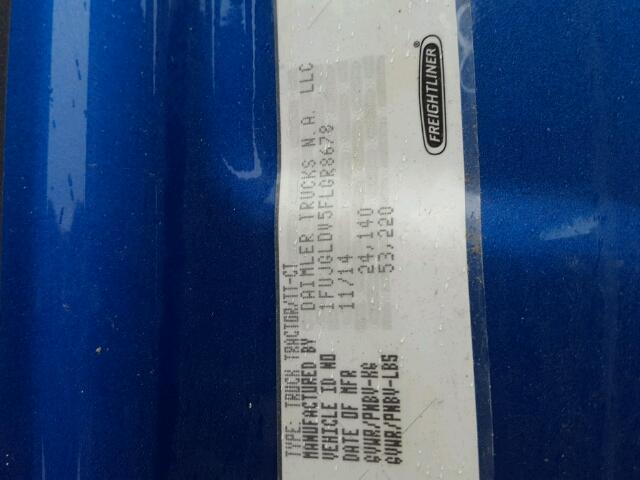 FREIGHTLINER®
TYPE: TRUCK TRACTOR/TT-CT
MANUFACTURED BY DAIMLER TRUCKS N.A. LLC
VEHICLE ID NO 1FUJGLDV5FLGR8678
DATE OF MFR 11/14
GVWR/PNBV-KG 24,140
GVWR/PNBV-LBS 53,220